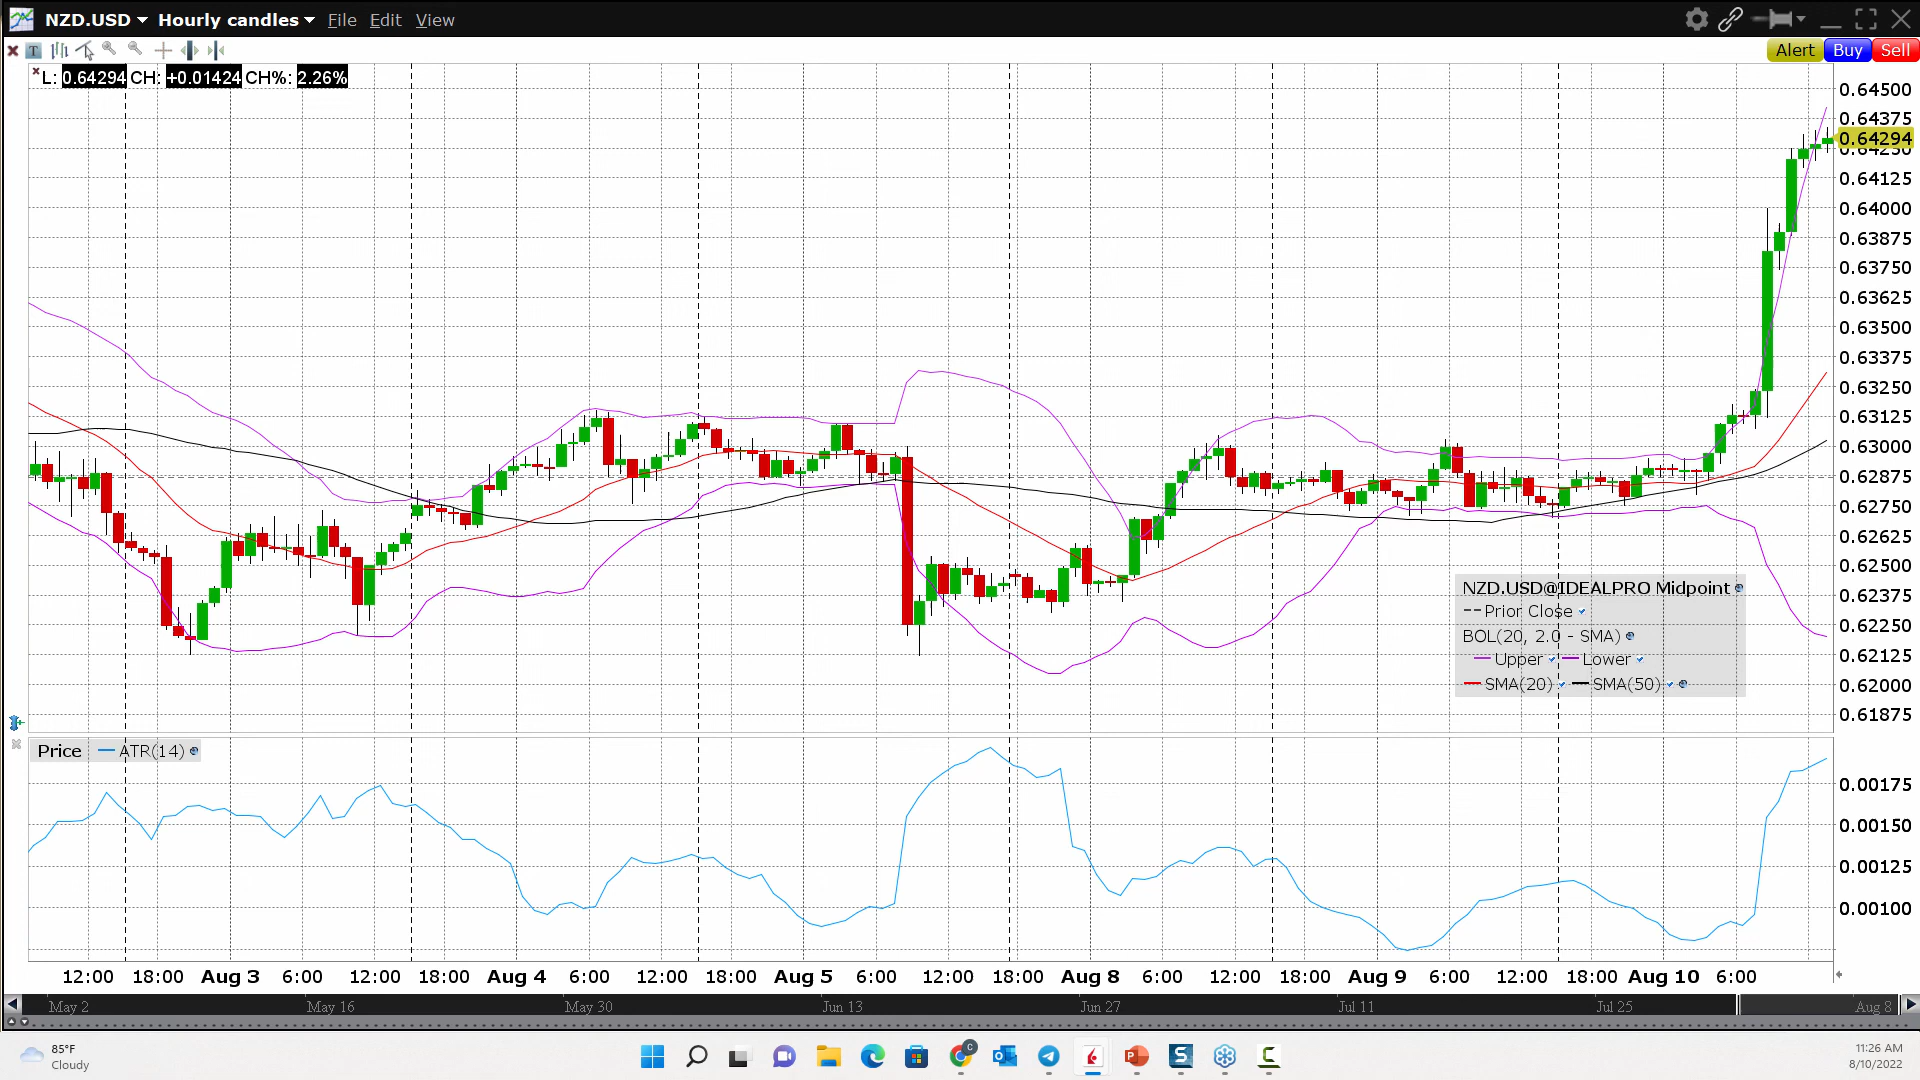 NZD.USD Hourly candles File Edit View
T
Alert Buy Sell
L: 0.64294 CH: +0.01424 CH%: 2.26%
0.64500
0.64375
0.64294
0.64250
0.64125
0.64000
0.63875
0.63750
0.63625
0.63500
0.63375
0.63250
0.63125
0.63000
0.62875
0.62750
0.62625
0.62500
0.62375
0.62250
0.62125
0.62000
0.61875
NZD.USD@IDEALPRO Midpoint
Prior Close
BOL(20, 2.0 - SMA)
Upper Lower
SMA(20) SMA(50)
Price ATR(14)
0.00175
0.00150
0.00125
0.00100
12:00 18:00 Aug 3 6:00 12:00 18:00 Aug 4 6:00 12:00 18:00 Aug 5 6:00 12:00 18:00 Aug 8 6:00 12:00 18:00 Aug 9 6:00 12:00 18:00 Aug 10 6:00
May 2 May 16 May 30 Jun 13 Jun 27 Jul 11 Jul 25 Aug 8
85°F
Cloudy
11:26 AM
8/10/2022